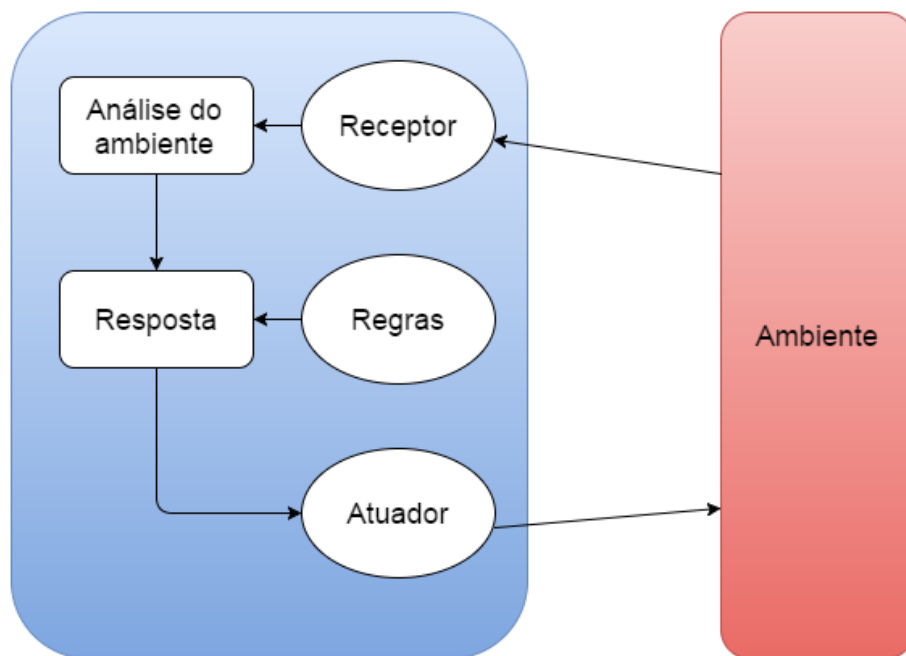 Análise do
ambiente
Receptor
Resposta
Regras
Ambiente
Atuador